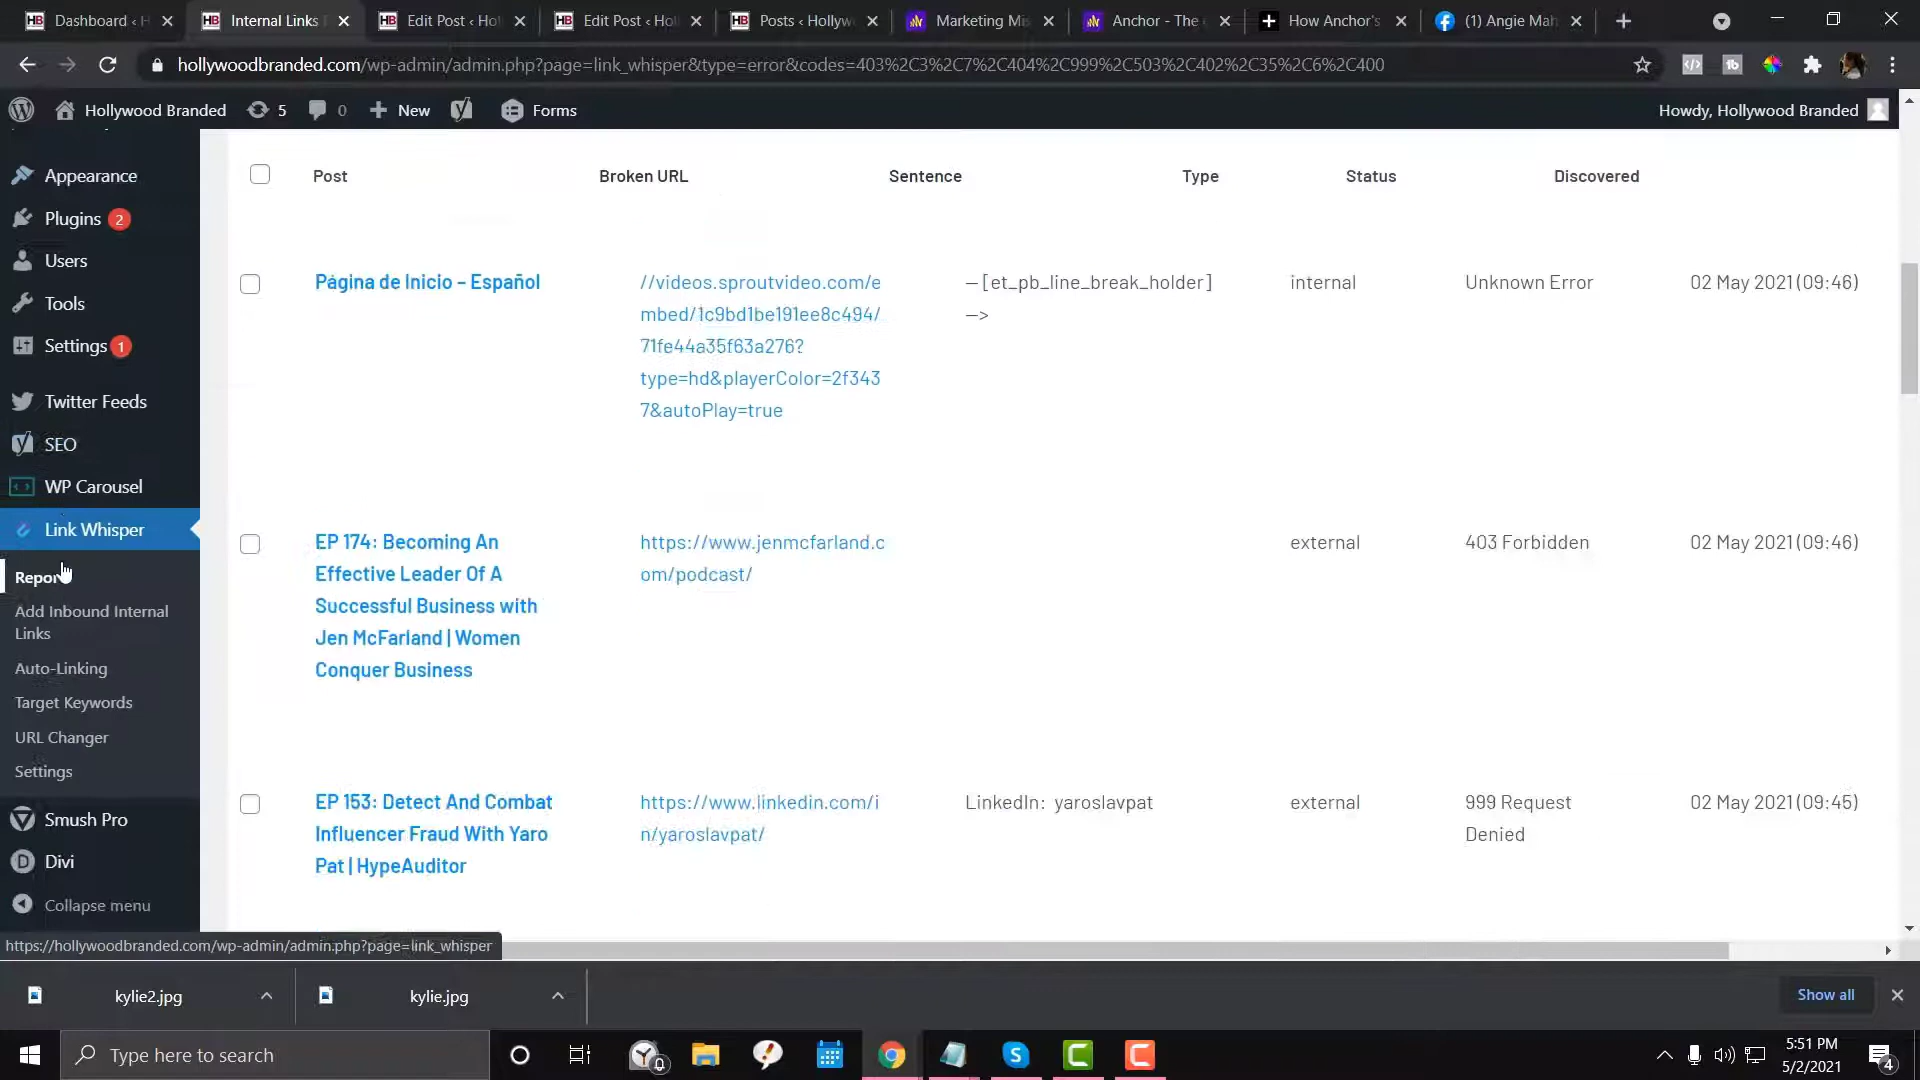 Dashboard ‹ H
Internal Links
Edit Post ‹ Ho
Edit Post ‹ Hol
Posts ‹ Hollyw
Marketing Mis
Anchor - The
How Anchor's
(1) Angie Mah
hollywoodbranded.com/wp-admin/admin.php?page=link_whisper&type=error&codes=403%2C3%2C7%2C404%2C999%2C503%2C402%2C35%2C6%2C400
Hollywood Branded
5
0
New
Forms
Howdy, Hollywood Branded
Appearance
Plugins 2
Users
Tools
Settings 1
Twitter Feeds
SEO
WP Carousel
Link Whisper
Repor
Add Inbound Internal
Links
Auto-Linking
Target Keywords
URL Changer
Settings
Smush Pro
Divi
Collapse menu
https://hollywoodbranded.com/wp-admin/admin.php?page=link_whisper
Post
Broken URL
Sentence
Type
Status
Discovered
Página de Inicio – Español
//videos.sproutvideo.com/e
mbed/1c9bd1be191ee8c494/
71fe44a35f63a276?
type=hd&playerColor=2f343
7&autoPlay=true
— [et_pb_line_break_holder]
—>
internal
Unknown Error
02 May 2021 (09:46)
EP 174: Becoming An
Effective Leader Of A
Successful Business with
Jen McFarland | Women
Conquer Business
https://www.jenmcfarland.c
om/podcast/
external
403 Forbidden
02 May 2021 (09:46)
EP 153: Detect And Combat
Influencer Fraud With Yaro
Pat | HypeAuditor
https://www.linkedin.com/i
n/yaroslavpat/
LinkedIn: yaroslavpat
external
999 Request
Denied
02 May 2021 (09:45)
kylie2.jpg
kylie.jpg
Show all
Type here to search
5:51 PM
5/2/2021
4